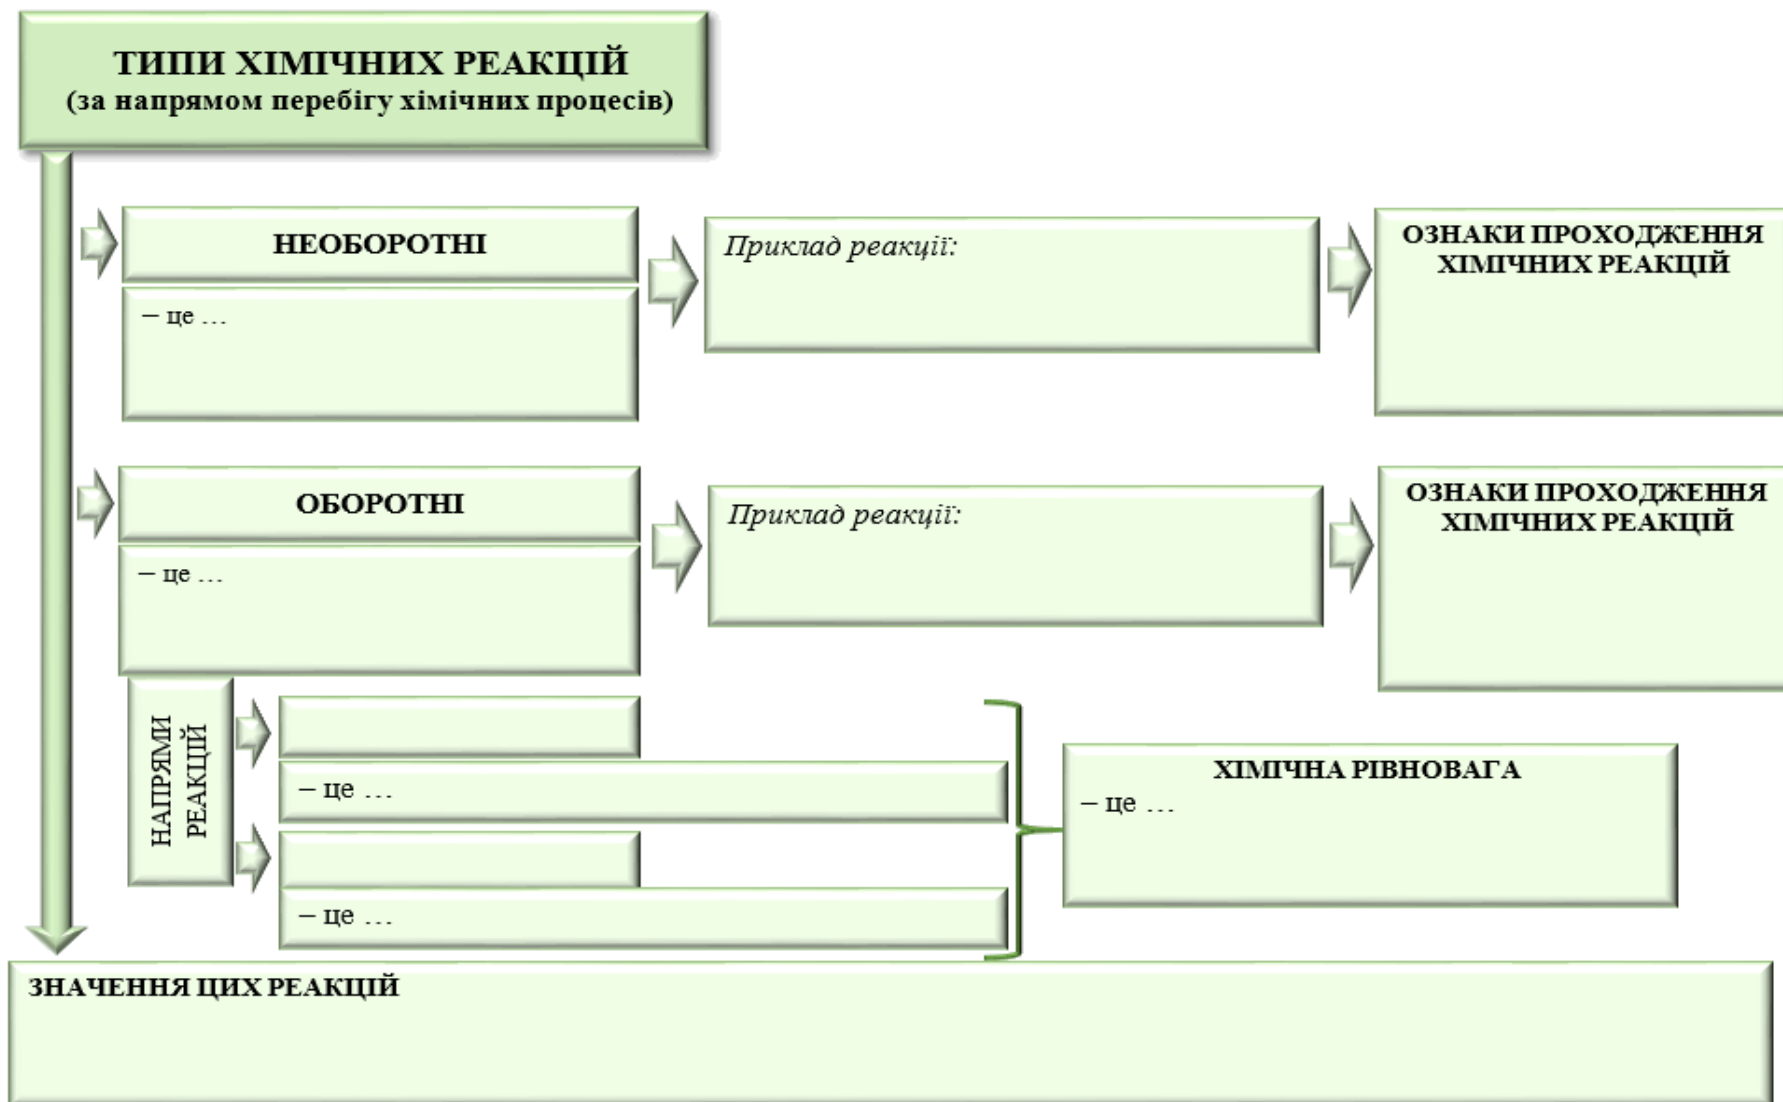 ТИПИ ХІМІЧНИХ РЕАКЦІЙ
(за напрямом перебігу хімічних процесів)
НЕОБОРОТНІ
– це …
Приклад реакції:
ОЗНАКИ ПРОХОДЖЕННЯ
ХІМІЧНИХ РЕАКЦІЙ
ОБОРОТНІ
– це …
Приклад реакції:
ОЗНАКИ ПРОХОДЖЕННЯ
ХІМІЧНИХ РЕАКЦІЙ
НАПРЯМИ
РЕАКЦІЙ
– це …
– це …
ХІМІЧНА РІВНОВАГА
– це …
ЗНАЧЕННЯ ЦИХ РЕАКЦІЙ